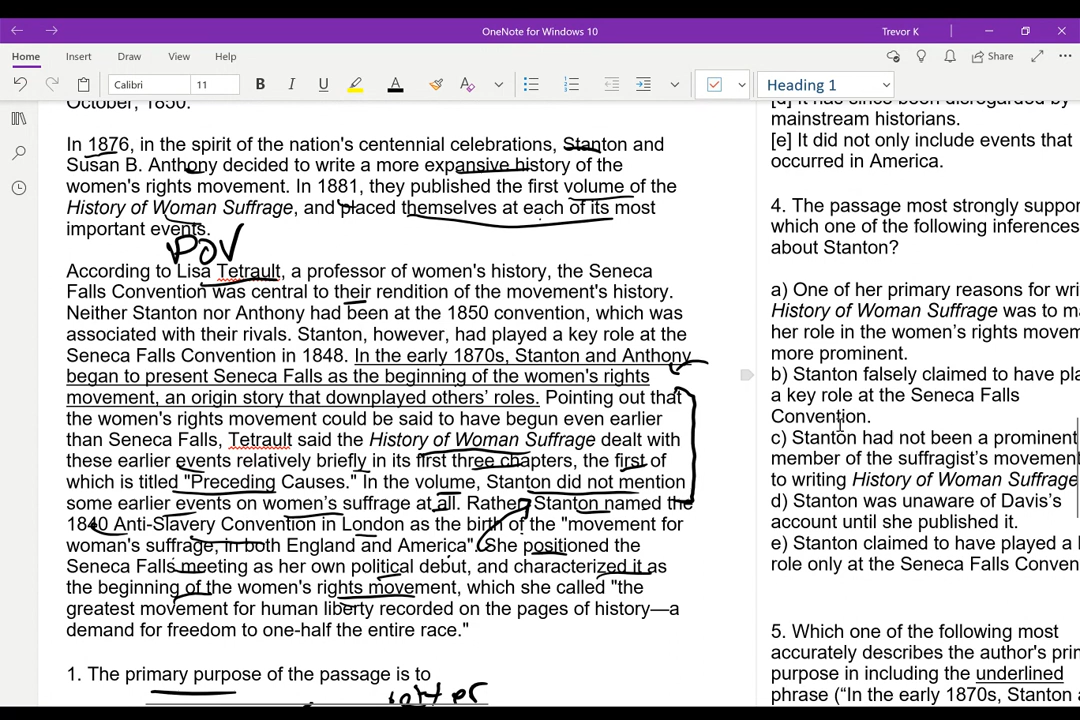 OneNote for Windows 10
Trevor K
Home Insert Draw View Help
Share
Calibri 11 B I U A Heading 1
October, 1850.
In 1876, in the spirit of the nation's centennial celebrations, Stanton and
Susan B. Anthony decided to write a more expansive history of the
women's rights movement. In 1881, they published the first volume of the
History of Woman Suffrage, and placed themselves at each of its most
important events.
POV
According to Lisa Tetrault, a professor of women's history, the Seneca
Falls Convention was central to their rendition of the movement's history.
Neither Stanton nor Anthony had been at the 1850 convention, which was
associated with their rivals. Stanton, however, had played a key role at the
Seneca Falls Convention in 1848. In the early 1870s, Stanton and Anthony
began to present Seneca Falls as the beginning of the women's rights
movement, an origin story that downplayed others' roles. Pointing out that
the women's rights movement could be said to have begun even earlier
than Seneca Falls, Tetrault said the History of Woman Suffrage dealt with
these earlier events relatively briefly in its first three chapters, the first of
which is titled "Preceding Causes." In the volume, Stanton did not mention
some earlier events on women's suffrage at all. Rather, Stanton named the
1840 Anti-Slavery Convention in London as the birth of the "movement for
woman's suffrage, in both England and America". She positioned the
Seneca Falls meeting as her own political debut, and characterized it as
the beginning of the women's rights movement, which she called "the
greatest movement for human liberty recorded on the pages of history—a
demand for freedom to one-half the entire race."
1. The primary purpose of the passage is to
[d] It has since been disregarded by
mainstream historians.
[e] It did not only include events that
occurred in America.
4. The passage most strongly suppor
which one of the following inferences
about Stanton?
a) One of her primary reasons for wri
History of Woman Suffrage was to ma
her role in the women's rights movem
more prominent.
b) Stanton falsely claimed to have pla
a key role at the Seneca Falls
Convention.
c) Stanton had not been a prominent
member of the suffragist's movement
to writing History of Woman Suffrage
d) Stanton was unaware of Davis's
account until she published it.
e) Stanton claimed to have played a k
role only at the Seneca Falls Conven
5. Which one of the following most
accurately describes the author's prim
purpose in including the underlined
phrase ("In the early 1870s, Stanton a